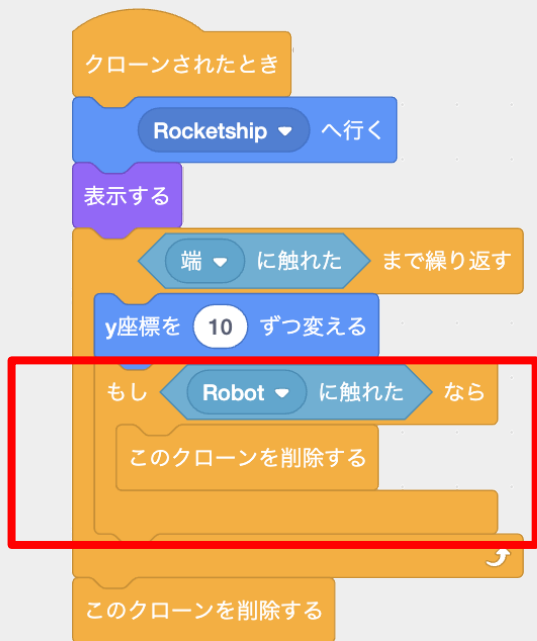 クローンされたとき
Rocketship へ行く
表示する
端 に触れた まで繰り返す
y座標を 10 ずつ変える
もし Robot に触れた なら
このクローンを削除する
このクローンを削除する